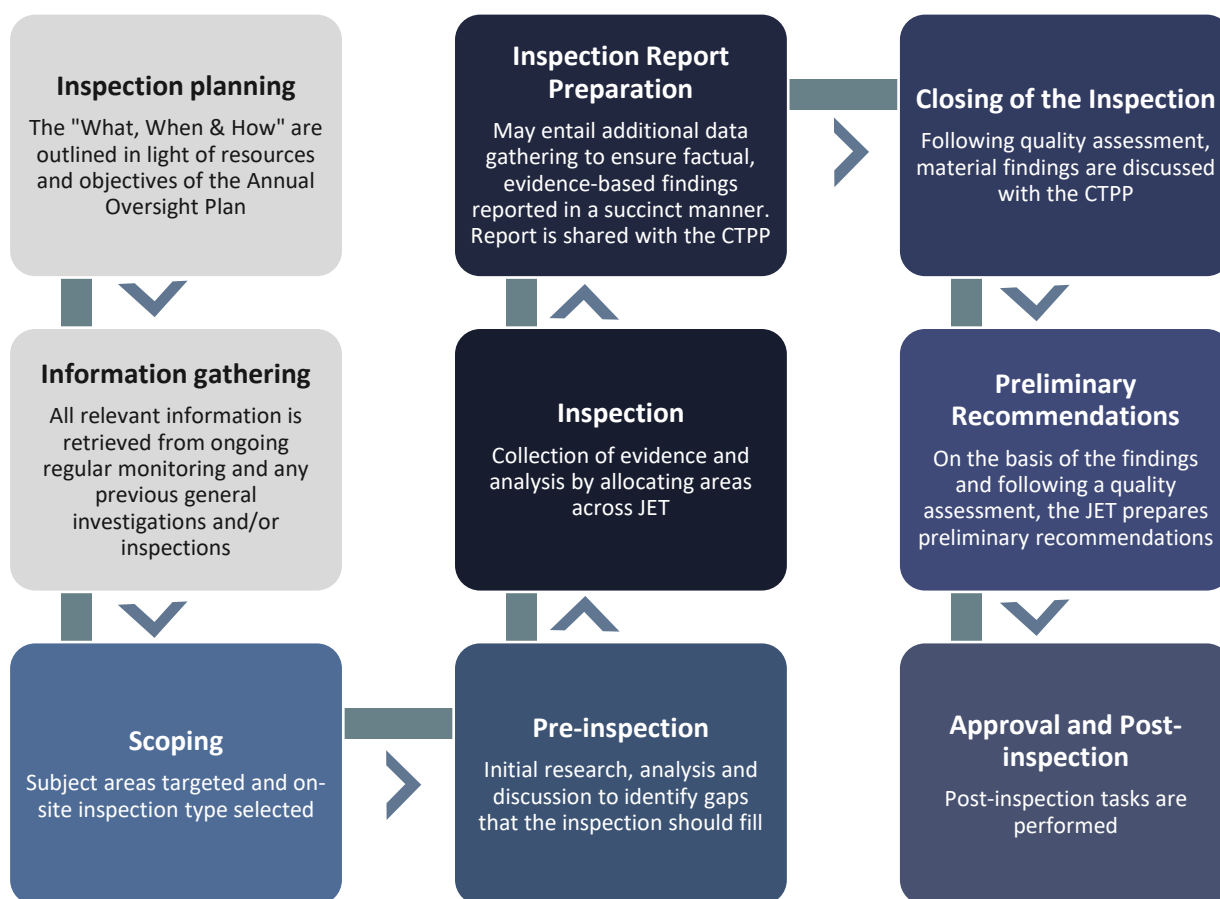 Inspection planning
The "What, When & How" are
outlined in light of resources
and objectives of the Annual
Oversight Plan
Information gathering
All relevant information is
retrieved from ongoing
regular monitoring and any
previous general
investigations and/or
inspections
Scoping
Subject areas targeted and on-
site inspection type selected
Pre-inspection
Initial research, analysis and
discussion to identify gaps
that the inspection should fill
Inspection
Collection of evidence and
analysis by allocating areas
across JET
Inspection Report
Preparation
May entail additional data
gathering to ensure factual,
evidence-based findings
reported in a succinct manner.
Report is shared with the CTPP
Closing of the Inspection
Following quality assessment,
material findings are discussed
with the CTPP
Preliminary
Recommendations
On the basis of the findings
and following a quality
assessment, the JET prepares
preliminary recommendations
Approval and Post-
inspection
Post-inspection tasks are
performed